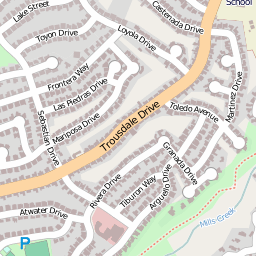 Lake Street
Castenada Drive
School
Toyon Drive
Loyola Drive
Frontera Way
Las Piedras Drive
Mariposa Drive
Sebastian Drive
Trousdale Drive
Toledo Avenue
Martinez Drive
Granada Drive
Rivera Drive
Tiburon Way
Arguello Drive
Atwater Drive
Mills Creek
P